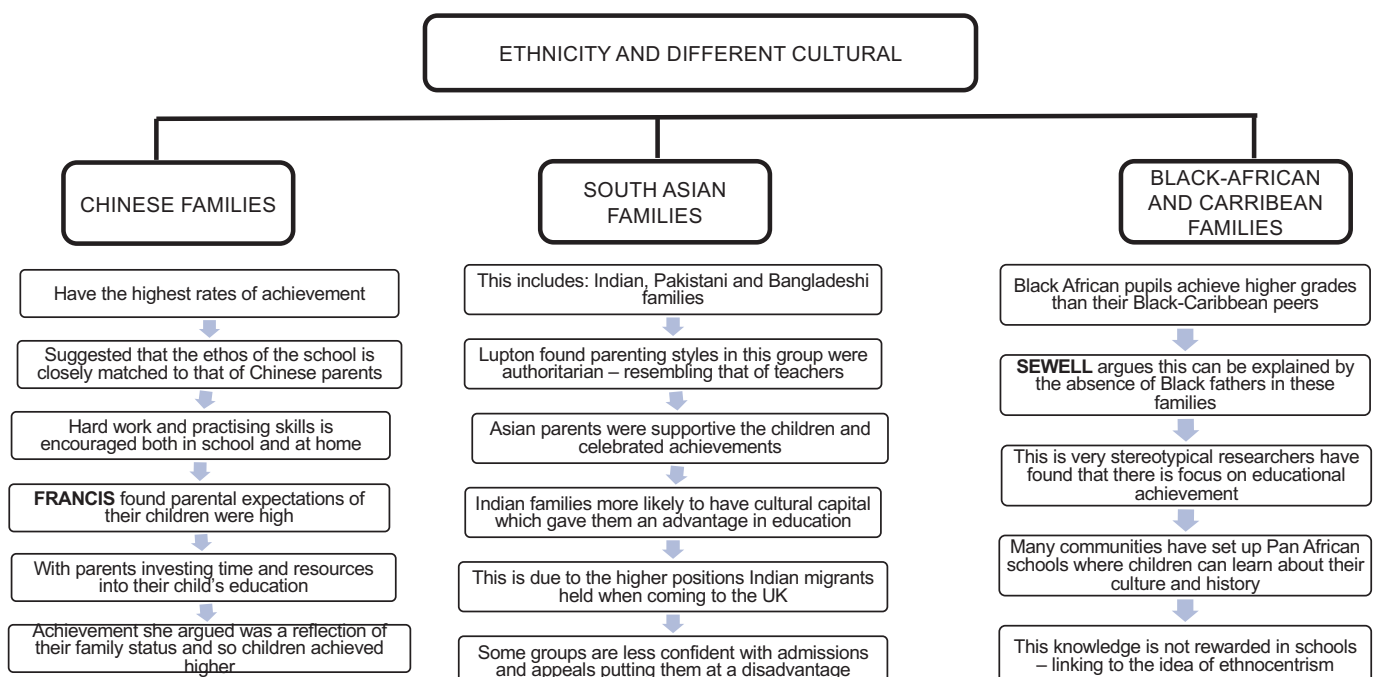 ETHNICITY AND DIFFERENT CULTURAL
CHINESE FAMILIES
Have the highest rates of achievement
Suggested that the ethos of the school is
closely matched to that of Chinese parents
Hard work and practising skills is
encouraged both in school and at home
FRANCIS found parental expectations of
their children were high
With parents investing time and resources
into their child's education
Achievement she argued was a reflection of
their family status and so children achieved
higher
SOUTH ASIAN
FAMILIES
This includes: Indian, Pakistani and Bangladeshi
families
Lupton found parenting styles in this group were
authoritarian – resembling that of teachers
Asian parents were supportive the children and
celebrated achievements
Indian families more likely to have cultural capital
which gave them an advantage in education
This is due to the higher positions Indian migrants
held when coming to the UK
Some groups are less confident with admissions
and appeals putting them at a disadvantage
BLACK-AFRICAN
AND CARRIBEAN
FAMILIES
Black African pupils achieve higher grades
than their Black-Caribbean peers
SEWELL argues this can be explained by
the absence of Black fathers in these
families
This is very stereotypical researchers have
found that there is focus on educational
achievement
Many communities have set up Pan African
schools where children can learn about their
culture and history
This knowledge is not rewarded in schools
– linking to the idea of ethnocentrism